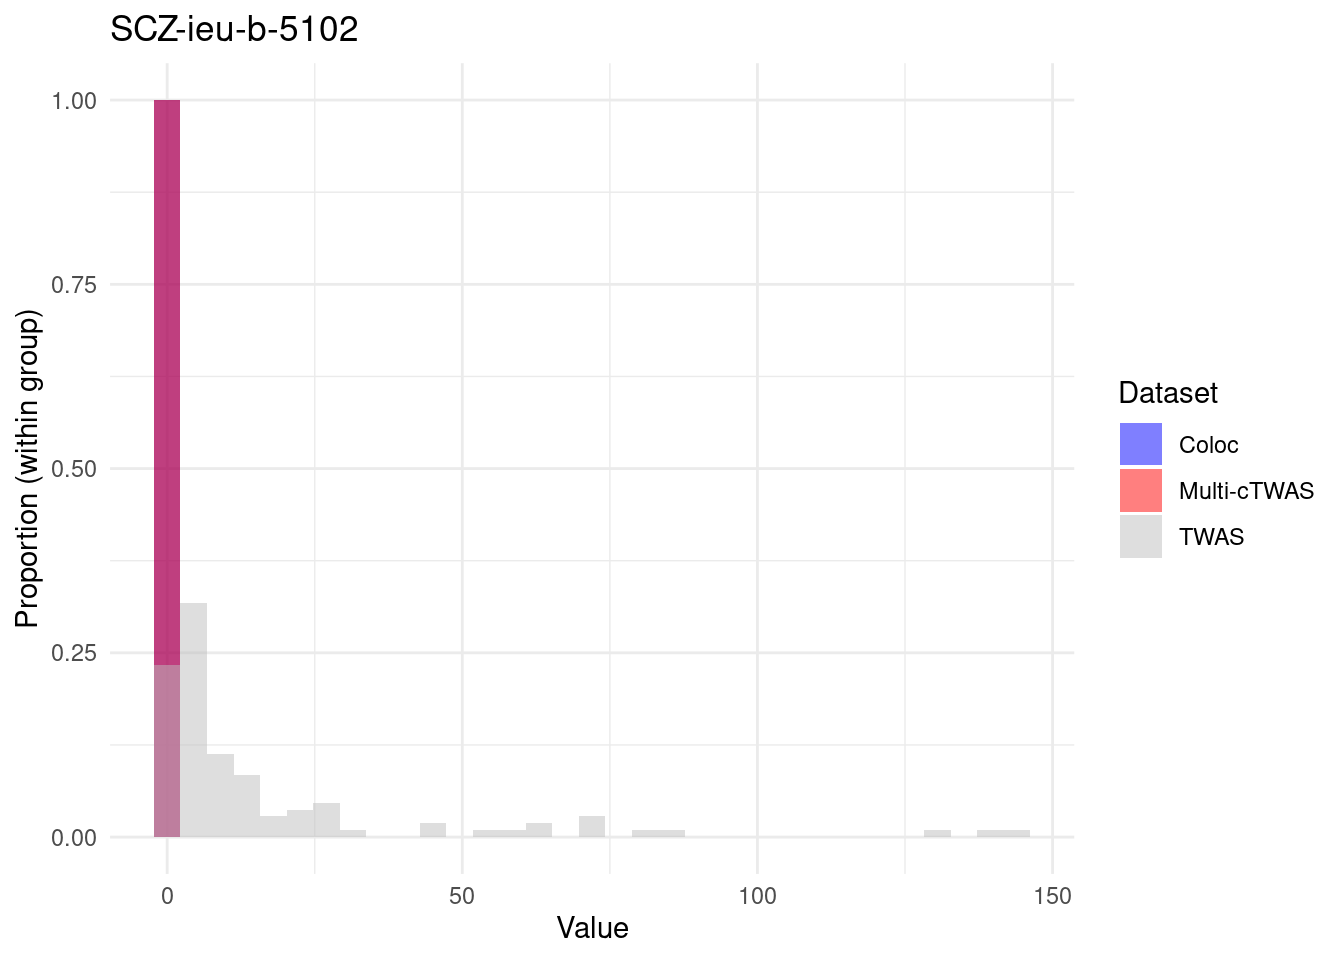 SCZ-ieu-b-5102
1.00
0.75
0.50
0.25
0.00
Proportion (within group)
0
50
100
150
Value
Dataset
Coloc
Multi-cTWAS
TWAS